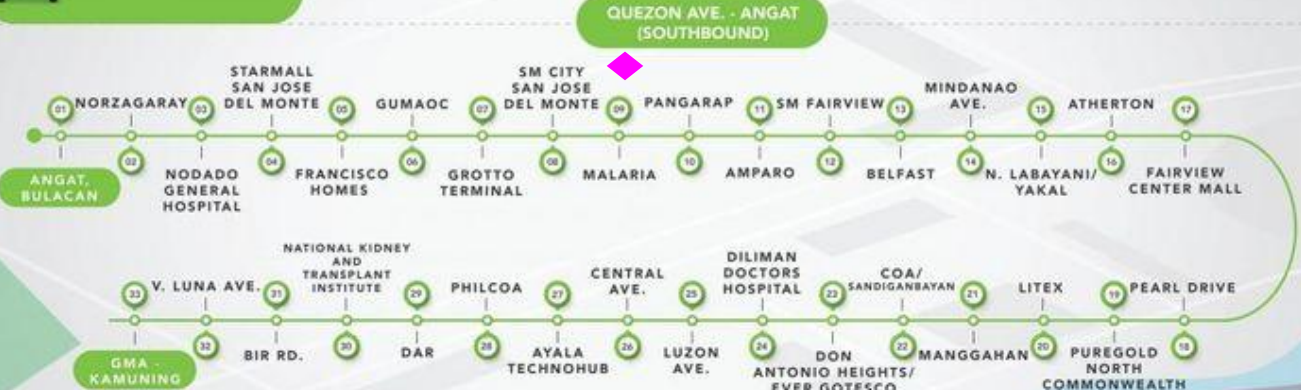 QUEZON AVE. - ANGAT
(SOUTHBOUND)
01
ANGAT,
BULACAN
NORZAGARAY
02
03
NODADO
GENERAL
HOSPITAL
STARMALL
SAN JOSE
DEL MONTE
04
05
FRANCISCO
HOMES
GUMAOC
06
07
GROTTO
TERMINAL
SM CITY
SAN JOSE
DEL MONTE
08
09
MALARIA
PANGARAP
10
11
AMPARO
SM FAIRVIEW
12
13
BELFAST
MINDANAO
AVE.
14
15
N. LABAYANI/
YAKAL
ATHERTON
16
17
FAIRVIEW
CENTER MALL
PEARL DRIVE
18
19
PUREGOLD
NORTH
COMMONWEALTH
LITEX
20
21
MANGGAHAN
COA/
SANDIGANBAYAN
22
23
DON
ANTONIO HEIGHTS/
EVER GOTESCO
DILIMAN
DOCTORS
HOSPITAL
24
25
LUZON
AVE.
CENTRAL
AVE.
26
27
AYALA
TECHNOHUB
PHILCOA
28
29
DAR
NATIONAL KIDNEY
AND
TRANSPLANT
INSTITUTE
30
31
BIR RD.
V. LUNA AVE.
32
33
GMA -
KAMUNING